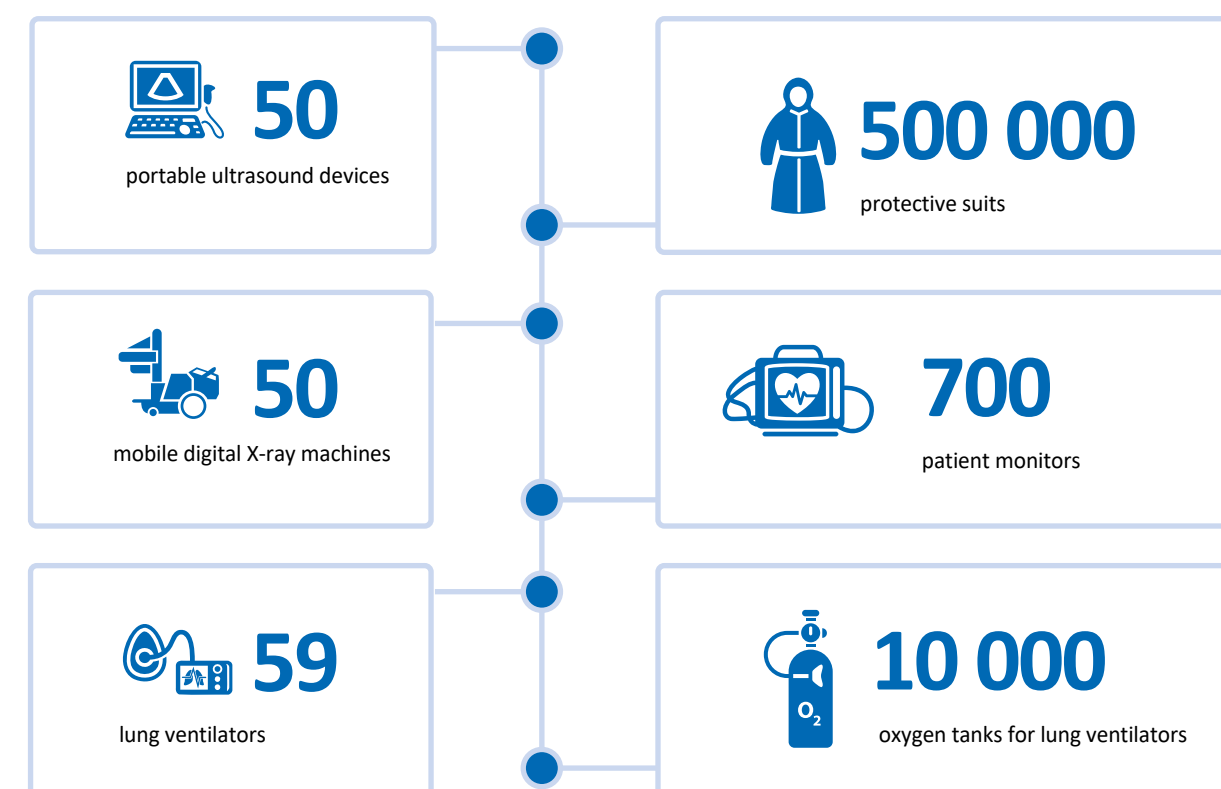 50
portable ultrasound devices
500 000
protective suits
50
mobile digital X-ray machines
700
patient monitors
59
lung ventilators
10 000
O2
oxygen tanks for lung ventilators